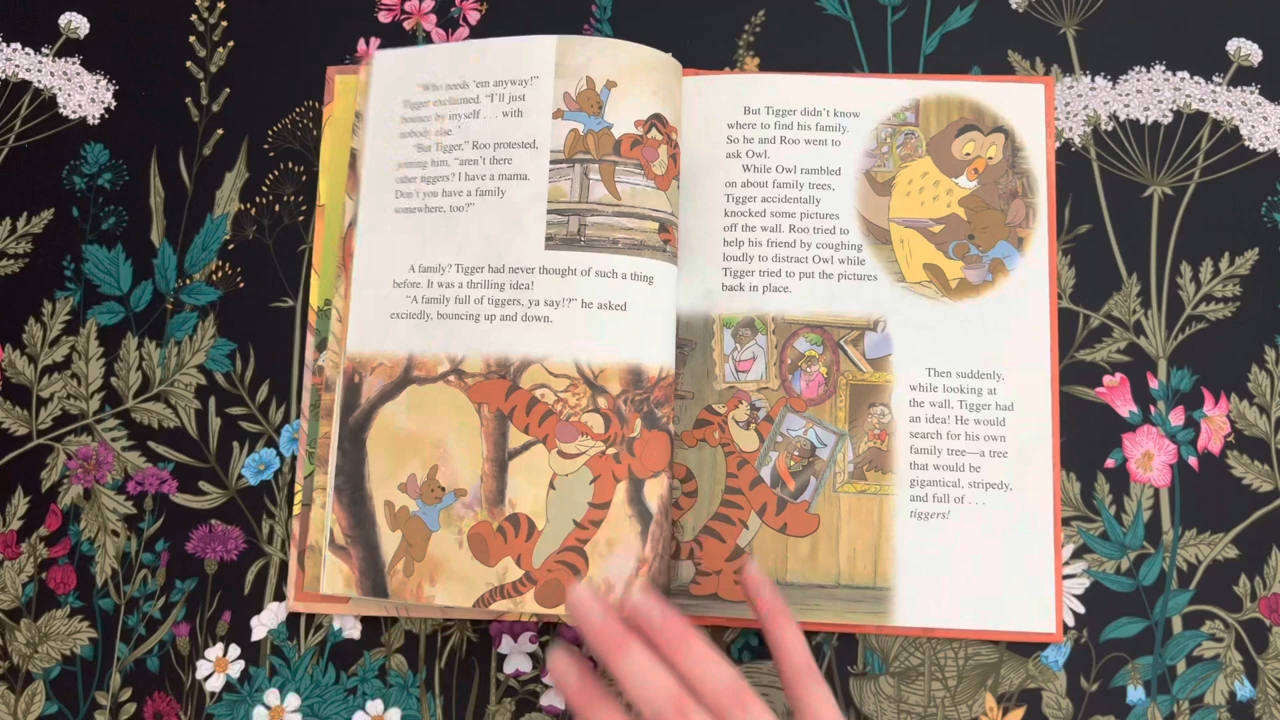 "Who needs 'em anyway!"
Tigger exclaimed. "I'll just
bounce by myself . . . with
nobody else."
"But Tigger," Roo protested,
joining him, "aren't there
other tiggers? I have a mama.
Don't you have a family
somewhere, too?"
A family? Tigger had never thought of such a thing
before. It was a thrilling idea!
"A family full of tiggers, ya say!?" he asked
excitedly, bouncing up and down.
But Tigger didn't know
where to find his family.
So he and Roo went to
ask Owl.
While Owl rambled
on about family trees,
Tigger accidentally
knocked some pictures
off the wall. Roo tried to
help his friend by coughing
loudly to distract Owl while
Tigger tried to put the pictures
back in place.
Then suddenly,
while looking at
the wall, Tigger had
an idea! He would
search for his own
family tree—a tree
that would be
gigantical, stripedy,
and full of . . .
tiggers!